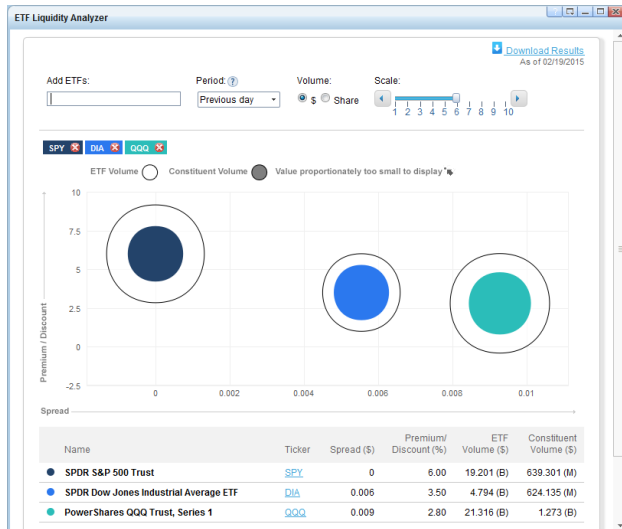 ETF Liquidity Analyzer
Download Results
As of 02/19/2015
Add ETFs: Period: (?) Volume: Scale:
Previous day $ Share
1 2 3 4 5 6 7 8 9 10
SPY DIA QQQ
ETF Volume Constituent Volume Value proportionately too small to display
10
7.5
5
2.5
0
-2.5
Premium / Discount
0 0.002 0.004 0.006 0.008 0.01
Spread
Premium/ ETF Constituent
Name Ticker Spread ($) Discount (%) Volume ($) Volume ($)
SPDR S&P 500 Trust SPY 0 6.00 19.201 (B) 639.301 (M)
SPDR Dow Jones Industrial Average ETF DIA 0.006 3.50 4.794 (B) 624.135 (M)
PowerShares QQQ Trust, Series 1 QQQ 0.009 2.80 21.316 (B) 1.273 (B)